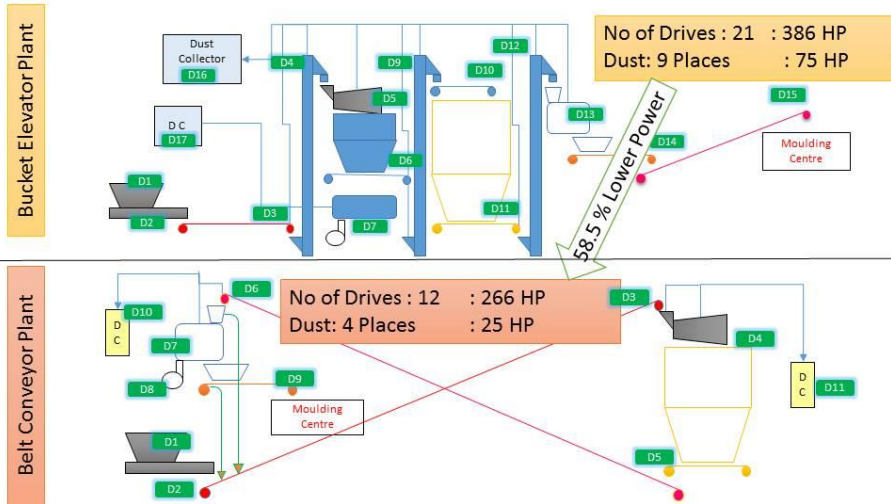 Bucket Elevator Plant
No of Drives : 21 : 386 HP
Dust: 9 Places : 75 HP
Dust
Collector
D16
D4
D9
D12
D10
D5
D15
D C
D17
D13
D14
Moulding
Centre
D6
D1
D2
D3
D7
D11
58.5 % Lower Power
Belt Conveyor Plant
D6
No of Drives : 12 : 266 HP
Dust: 4 Places : 25 HP
D3
D10
D
C
D7
D4
D8
D9
D
C
D11
Moulding
Centre
D1
D5
D2